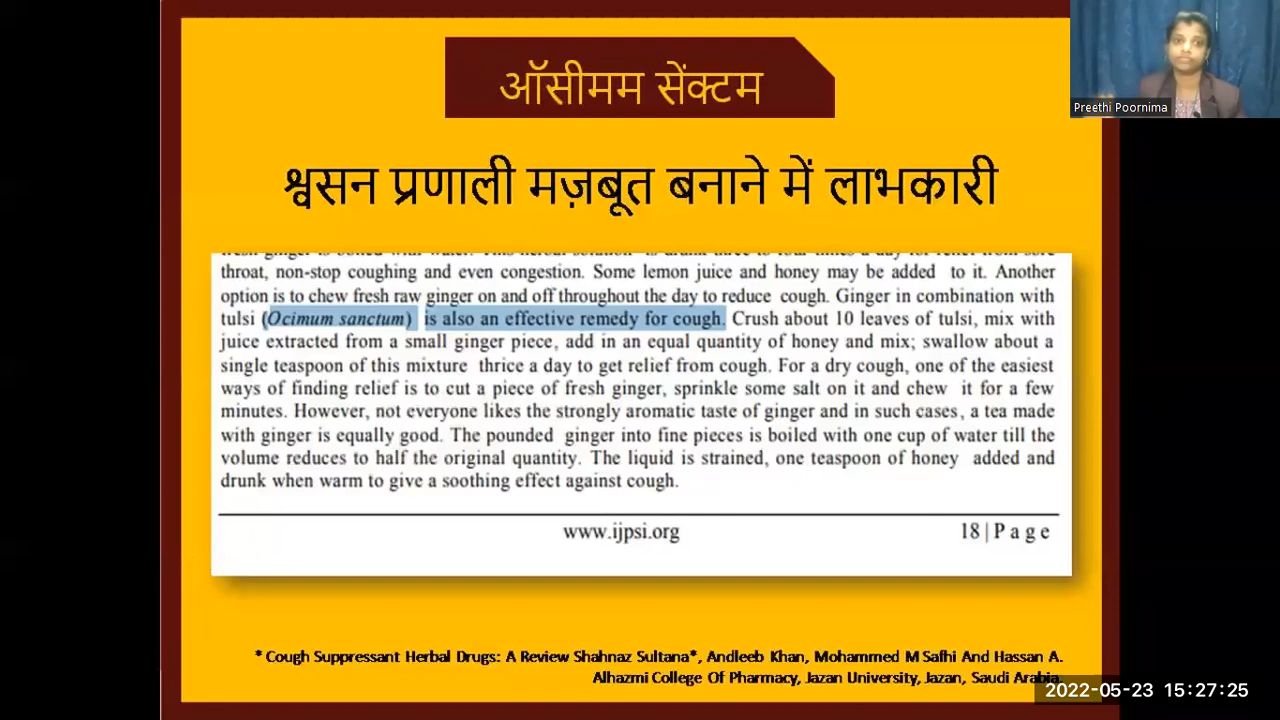 ऑसीमम सेंक्टम
Preethi Poornima
श्वसन प्रणाली मज़बूत बनाने में लाभकारी
throat, non-stop coughing and even congestion. Some lemon juice and honey may be added to it. Another
option is to chew fresh raw ginger on and off throughout the day to reduce cough. Ginger in combination with
tulsi (Ocimum sanctum) is also an effective remedy for cough. Crush about 10 leaves of tulsi, mix with
juice extracted from a small ginger piece, add in an equal quantity of honey and mix; swallow about a
single teaspoon of this mixture thrice a day to get relief from cough. For a dry cough, one of the easiest
ways of finding relief is to cut a piece of fresh ginger, sprinkle some salt on it and chew it for a few
minutes. However, not everyone likes the strongly aromatic taste of ginger and in such cases, a tea made
with ginger is equally good. The pounded ginger into fine pieces is boiled with one cup of water till the
volume reduces to half the original quantity. The liquid is strained, one teaspoon of honey added and
drunk when warm to give a soothing effect against cough.
www.ijpsi.org 18 | P a g e
* Cough Suppressant Herbal Drugs: A Review Shahnaz Sultana*, Andleeb Khan, Mohammed M Safhi And Hassan A.
Alhazmi College Of Pharmacy, Jazan University, Jazan, Saudi Arabia.
2022-05-23 15:27:25